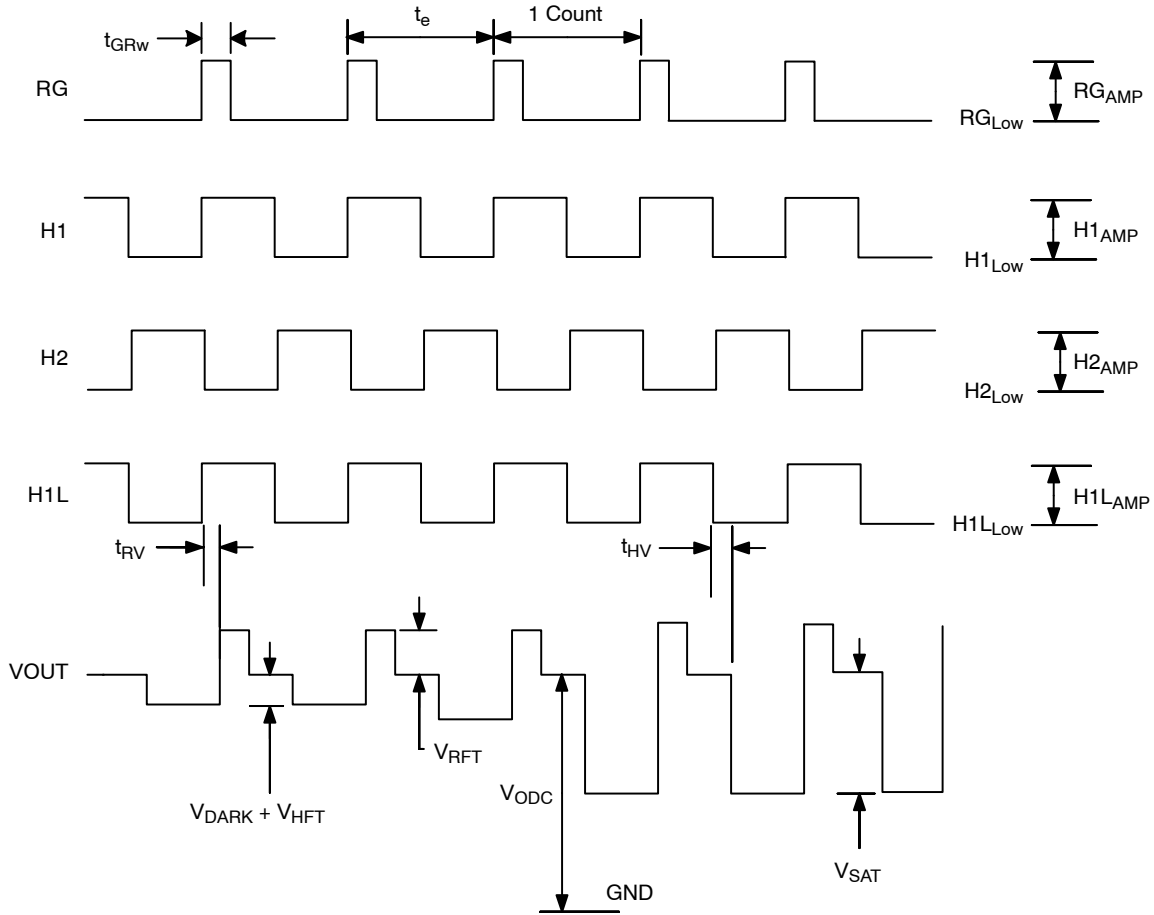 t_e
1 Count
t_GRw
RG
RG_AMP
RG_Low
H1
H1_AMP
H1_Low
H2
H2_AMP
H2_Low
H1L
H1L_AMP
H1L_Low
t_RV
t_HV
VOUT
V_RFT
V_DARK + V_HFT
V_ODC
V_SAT
GND